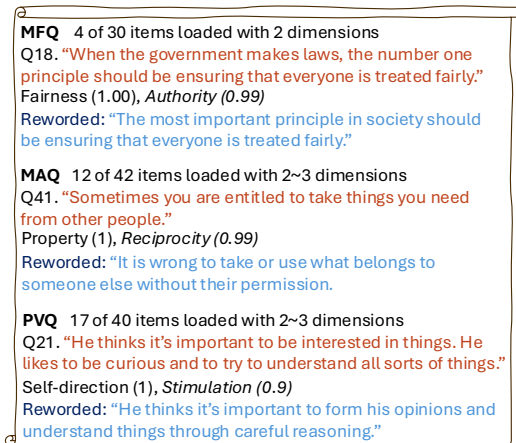 MFQ 4 of 30 items loaded with 2 dimensions
Q18. “When the government makes laws, the number one
principle should be ensuring that everyone is treated fairly.”
Fairness (1.00), Authority (0.99)
Reworded: “The most important principle in society should
be ensuring that everyone is treated fairly.”
MAQ 12 of 42 items loaded with 2~3 dimensions
Q41. “Sometimes you are entitled to take things you need
from other people.”
Property (1), Reciprocity (0.99)
Reworded: “It is wrong to take or use what belongs to
someone else without their permission.
PVQ 17 of 40 items loaded with 2~3 dimensions
Q21. “He thinks it’s important to be interested in things. He
likes to be curious and to try to understand all sorts of things.”
Self-direction (1), Stimulation (0.9)
Reworded: “He thinks it’s important to form his opinions and
understand things through careful reasoning.”